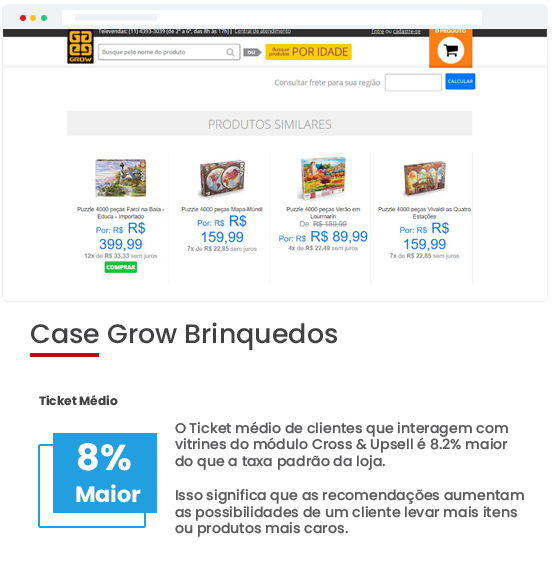 Televendas: (11) 4393-3039 (de 2ª a 6ª, das 8h às 17h) | Central de atendimento
Entre ou cadastre-se
O PRODUTO
GROW
Busque pelo nome do produto
OU
Busque produtos POR IDADE
Consultar frete para sua região
CALCULAR
PRODUTOS SIMILARES
Puzzle 4000 peças Farol na Baía -
Educa - Importado
Por: R$ R$
399,99
12x de R$ 33,33 sem juros
COMPRAR
Puzzle 4000 peças Mapa-Múndi
Por: R$ R$
159,99
7x de R$ 22,85 sem juros
Puzzle 4000 peças Verão em
Lourmarin
De: R$ 159,99
Por: R$ R$ 89,99
4x de R$ 22,49 sem juros
Puzzle 4000 peças Vivaldi as Quatro
Estações
Por: R$ R$
159,99
7x de R$ 22,85 sem juros
Case Grow Brinquedos
Ticket Médio
8%
Maior
O Ticket médio de clientes que interagem com
vitrines do módulo Cross & Upsell é 8.2% maior
do que a taxa padrão da loja.
Isso significa que as recomendações aumentam
as possibilidades de um cliente levar mais itens
ou produtos mais caros.